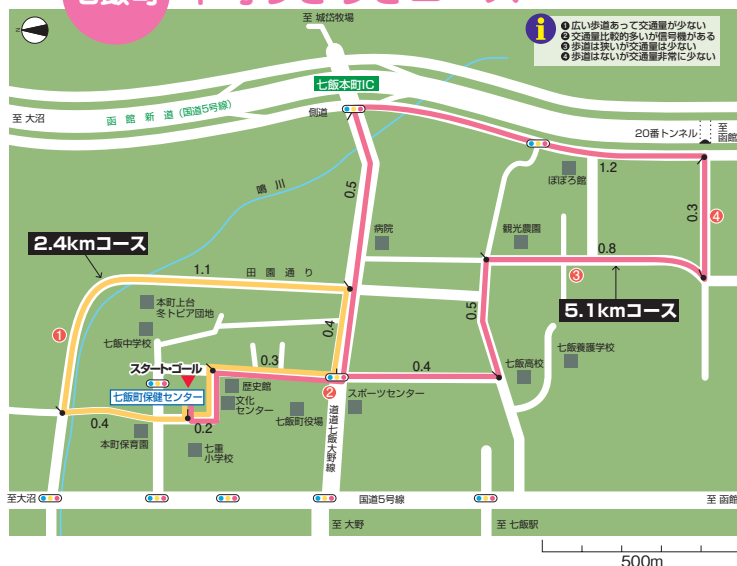 至 城岱牧場
❶広い歩道あって交通量が少ない
❷交通量比較的多いが信号機がある
❸歩道は狭いが交通量は少ない
❹歩道はないが交通量非常に少ない
i
N
七飯本町IC
至 大沼
函館新道(国道5号線)
側道
20番トンネル
至函館
1.2
ぽぽろ館
鳴川
0.5
0.3
❹
病院
観光農園
2.4kmコース
1.1
田園通り
0.8
❸
5.1kmコース
本町上台
冬トピア団地
七飯中学校
❶
0.4
0.5
スタート・ゴール
0.3
0.4
七飯高校
七飯養護学校
七飯町保健センター
歴史館
文化
センター
❷
スポーツセンター
0.4
0.2
七飯町役場
道道七飯大野線
本町保育園
七重
小学校
至大沼
国道5号線
至 函館
至 大野
至 七飯駅
500m